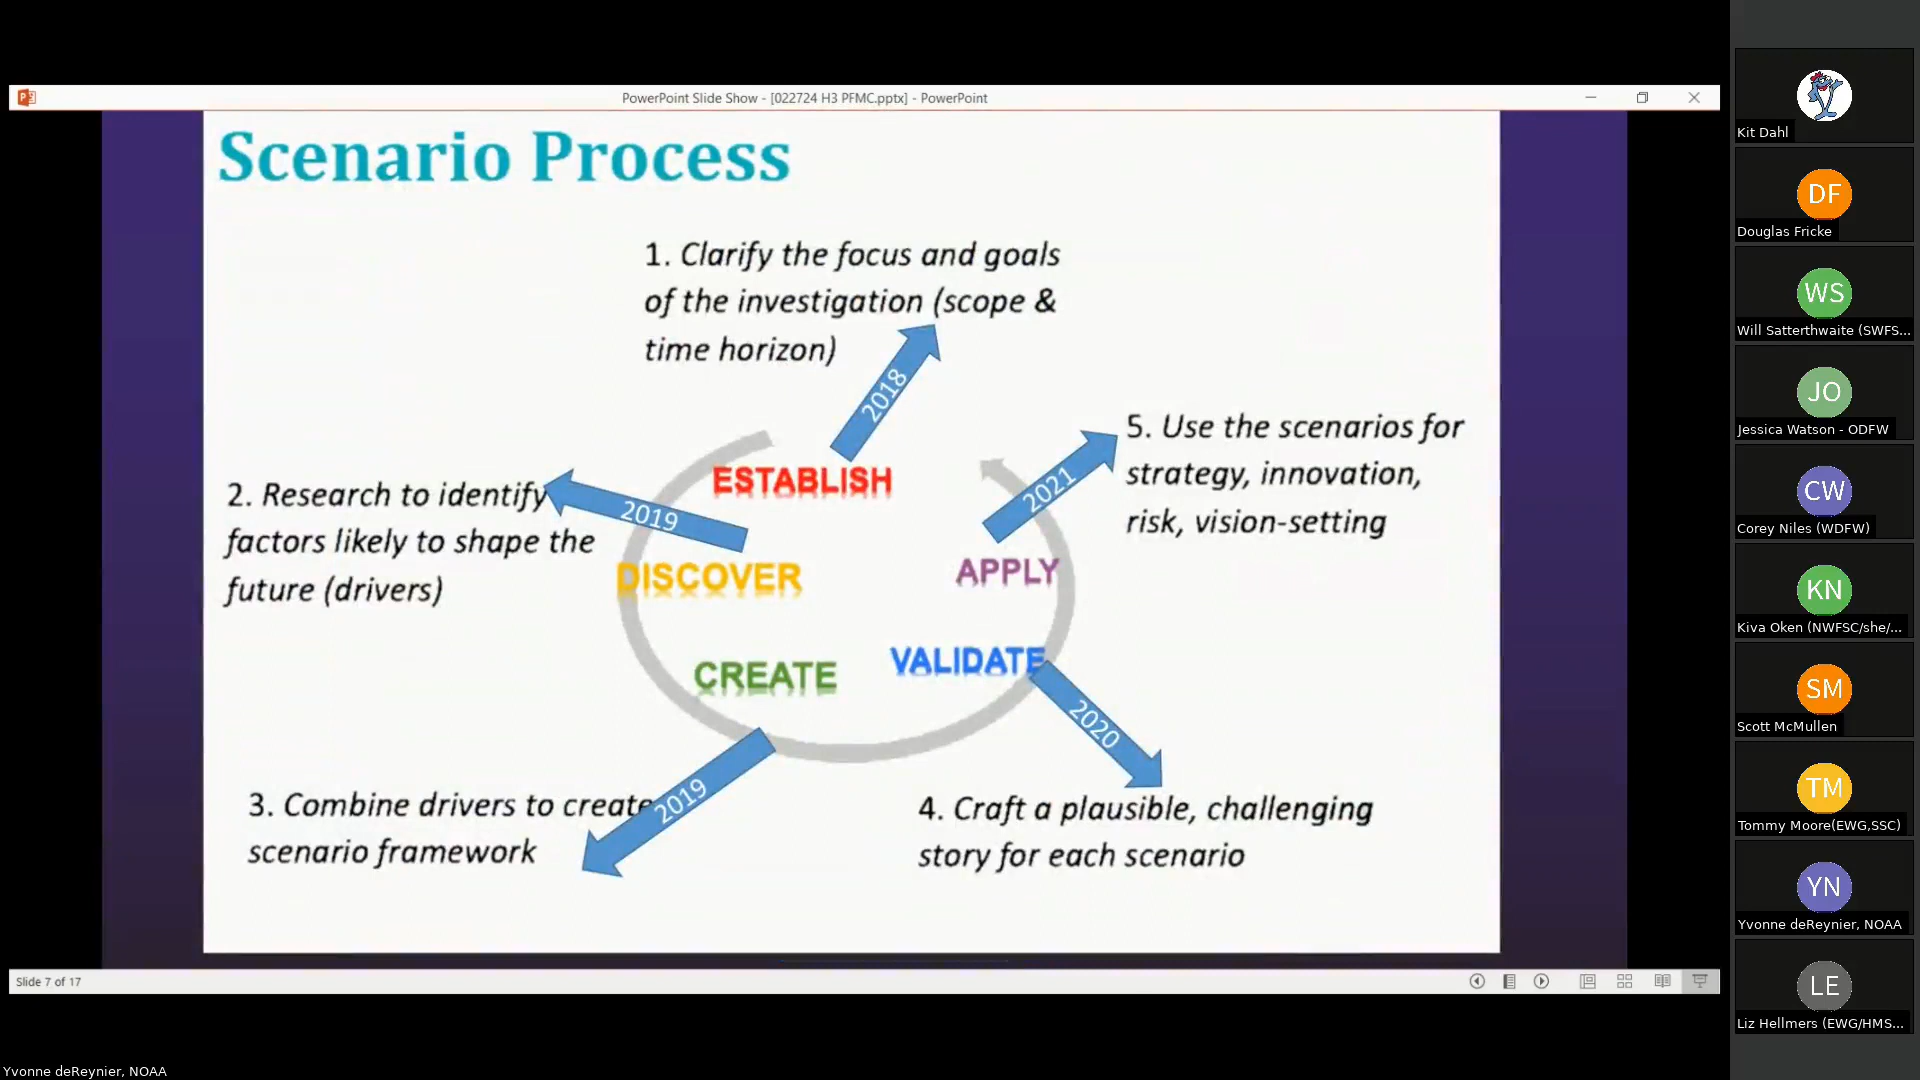 PowerPoint Slide Show - [022724 H3 PFMC.pptx] - PowerPoint
Scenario Process
1. Clarify the focus and goals
of the investigation (scope &
time horizon)
2018
ESTABLISH
2. Research to identify
factors likely to shape the
future (drivers)
2019
DISCOVER
3. Combine drivers to create
scenario framework
2019
CREATE
4. Craft a plausible, challenging
story for each scenario
2020
VALIDATE
5. Use the scenarios for
strategy, innovation,
risk, vision-setting
2021
APPLY
Slide 7 of 17
Yvonne deReynier, NOAA
Kit Dahl
DF
Douglas Fricke
WS
Will Satterthwaite (SWFS...
JO
Jessica Watson - ODFW
CW
Corey Niles (WDFW)
KN
Kiva Oken (NWFSC/she/...
SM
Scott McMullen
TM
Tommy Moore(EWG,SSC)
YN
Yvonne deReynier, NOAA
LE
Liz Hellmers (EWG/HMS...